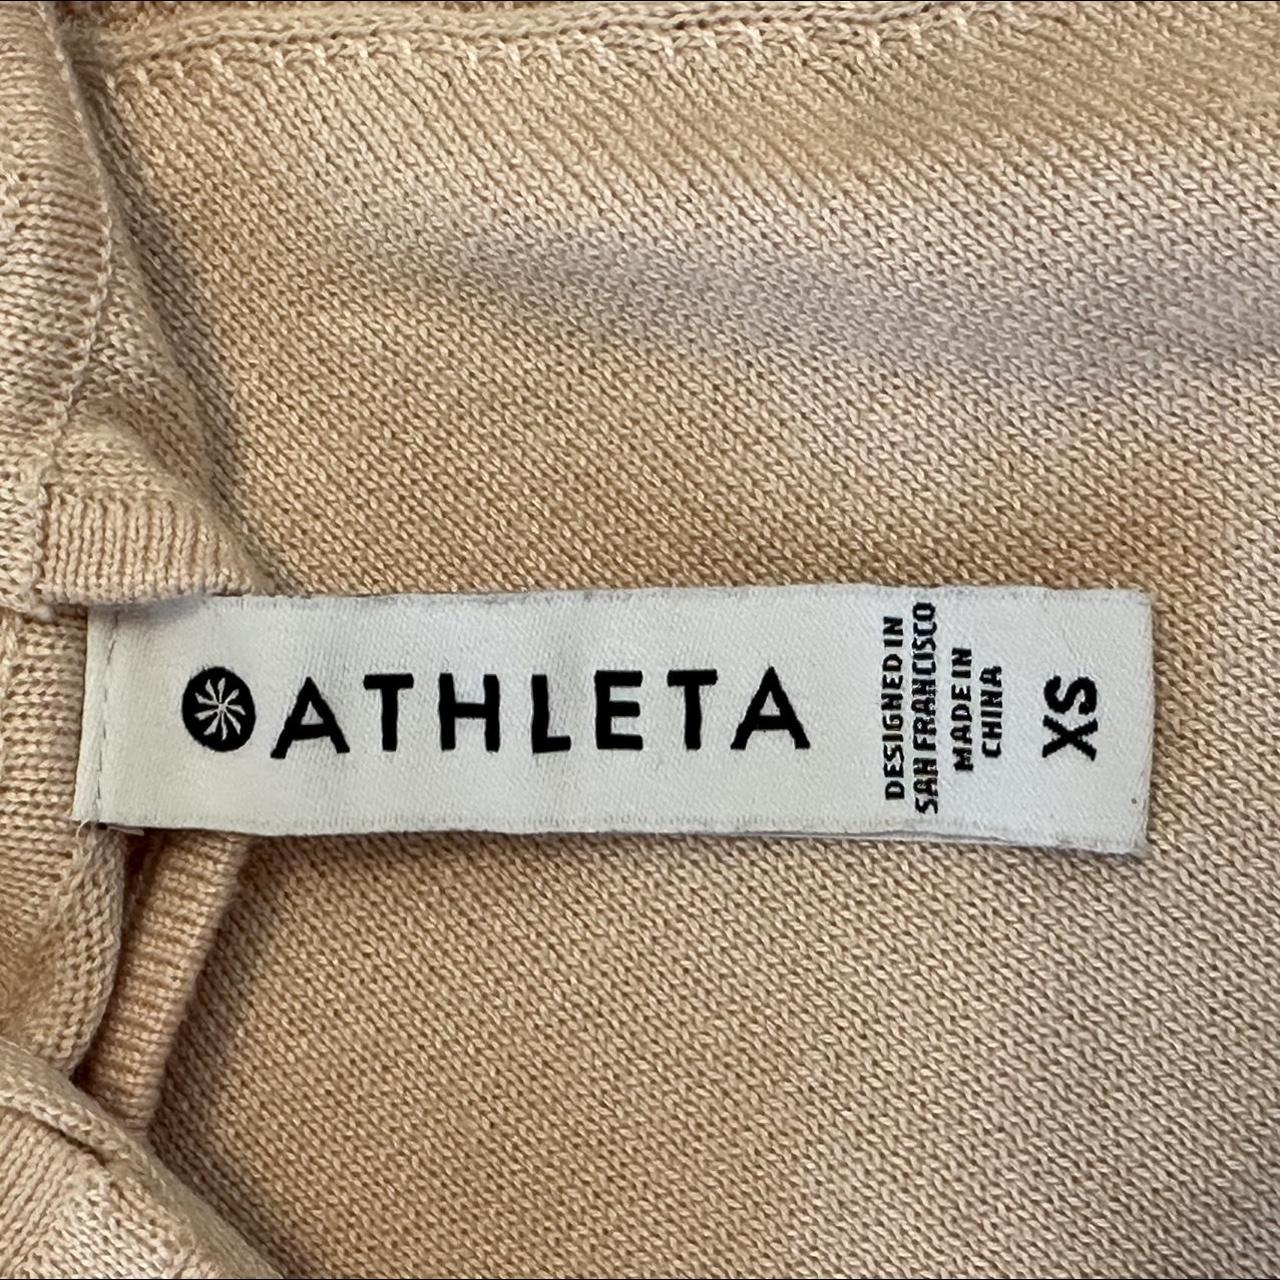 ATHLETA
DESIGNED IN
SAN FRANCISCO
MADE IN
CHINA
XS